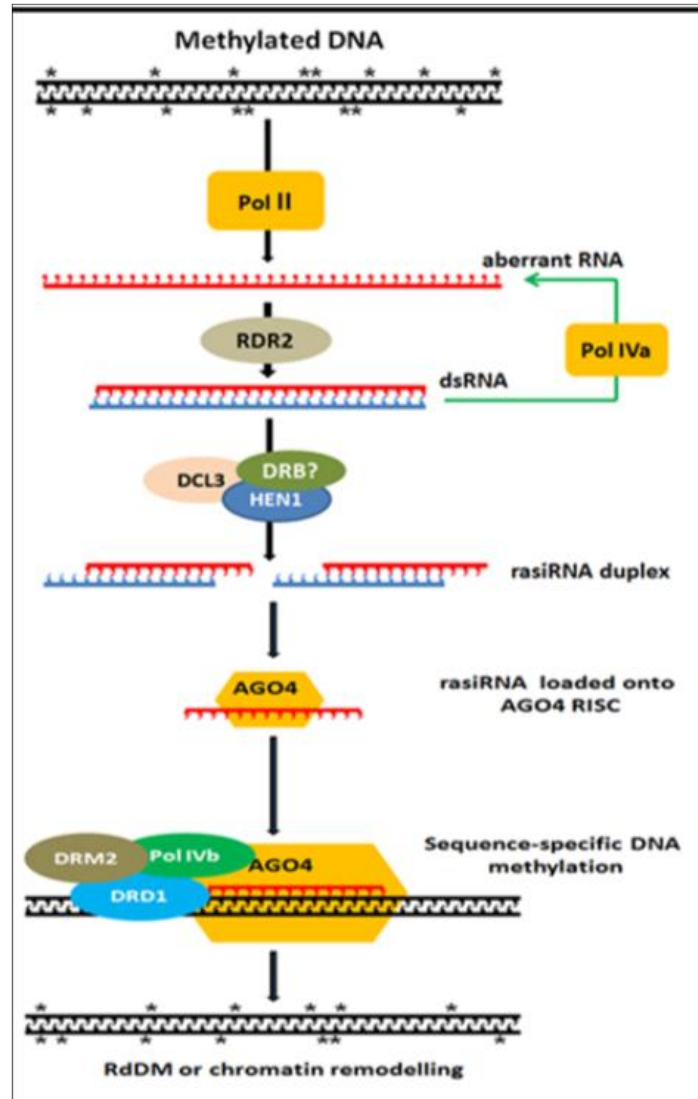 Methylated DNA
Pol II
aberrant RNA
RDR2
Pol IVa
dsRNA
DCL3
DRB?
HEN1
rasiRNA duplex
AGO4
rasiRNA loaded onto
AGO4 RISC
Sequence-specific DNA
methylation
DRM2
Pol IVb
AGO4
DRD1
RdDM or chromatin remodelling